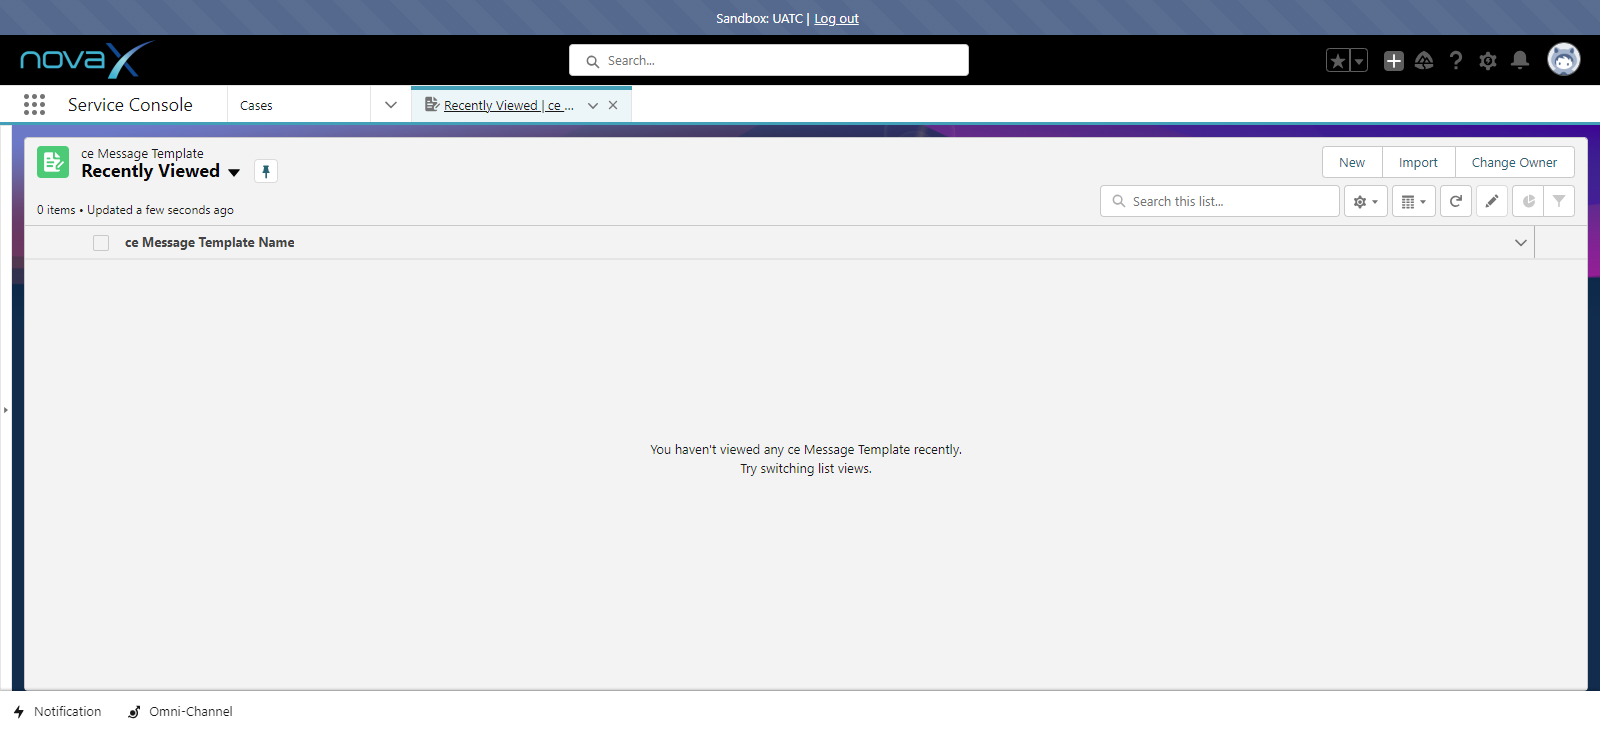 Sandbox: UATC | Log out
novaX
Search...
Service Console
Cases
Recently Viewed | ce ...
ce Message Template
Recently Viewed
New
Import
Change Owner
0 items • Updated a few seconds ago
Search this list...
ce Message Template Name
You haven't viewed any ce Message Template recently.
Try switching list views.
Notification
Omni-Channel